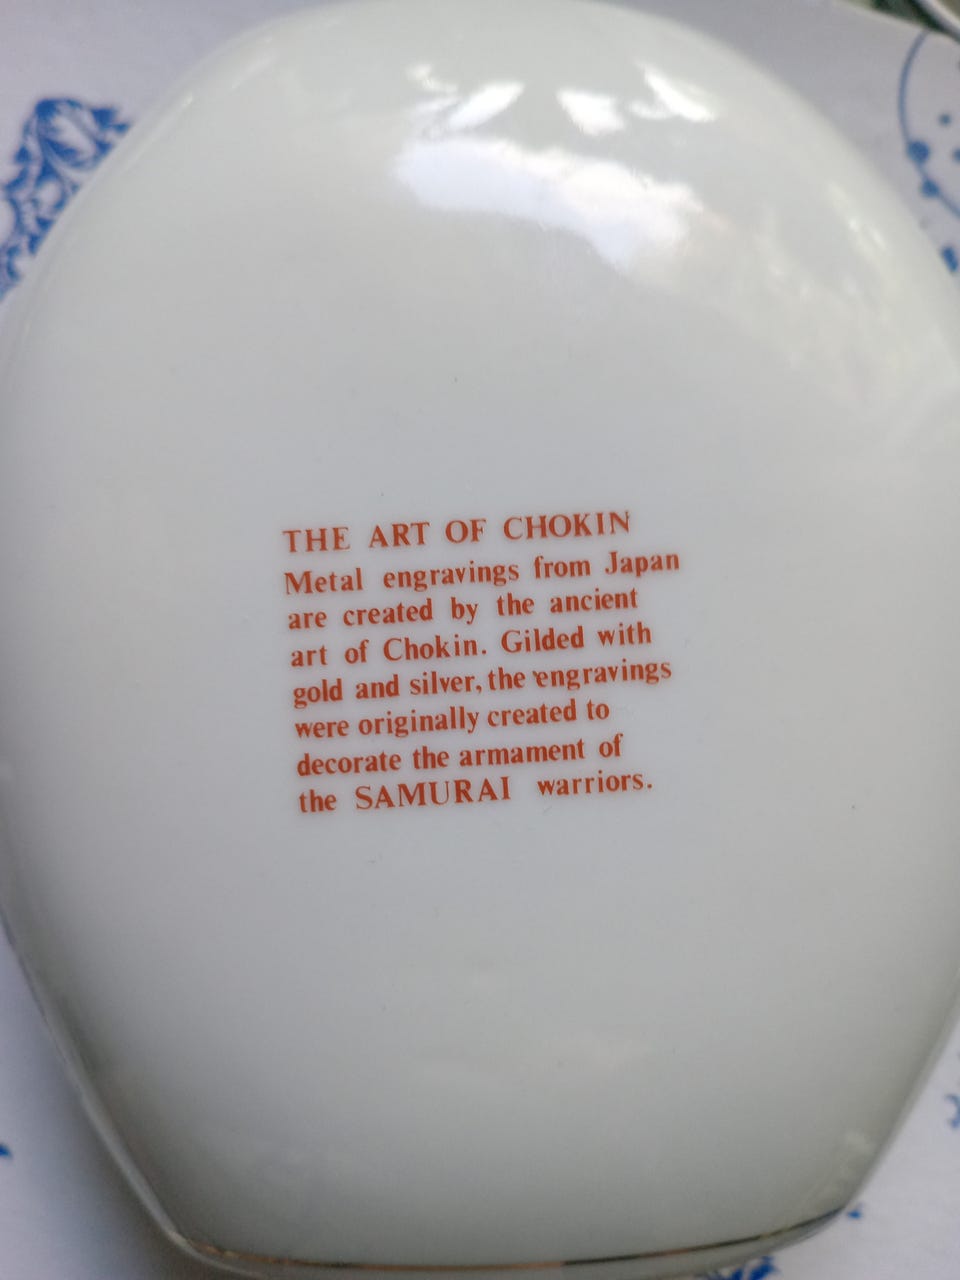 THE ART OF CHOKIN
Metal engravings from Japan
are created by the ancient
art of Chokin. Gilded with
gold and silver, the engravings
were originally created to
decorate the armament of
the SAMURAI warriors.